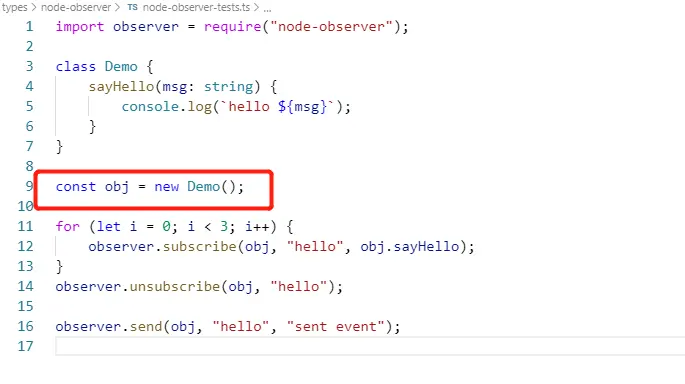 types > node-observer > TS node-observer-tests.ts > ...
1 import observer = require("node-observer");
2
3 class Demo {
4     sayHello(msg: string) {
5         console.log(`hello ${msg}`);
6     }
7 }
8
9 const obj = new Demo();
10
11 for (let i = 0; i < 3; i++) {
12     observer.subscribe(obj, "hello", obj.sayHello);
13 }
14 observer.unsubscribe(obj, "hello");
15
16 observer.send(obj, "hello", "sent event");
17